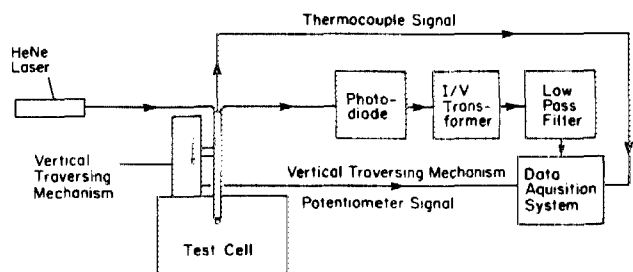 Thermocouple Signal
HeNe
Laser
Photo-
diode
I/V
Trans-
former
Low
Pass
Filter
Vertical
Traversing
Mechanism
Vertical Traversing Mechanism
Potentiometer Signal
Data
Aquisition
System
Test Cell